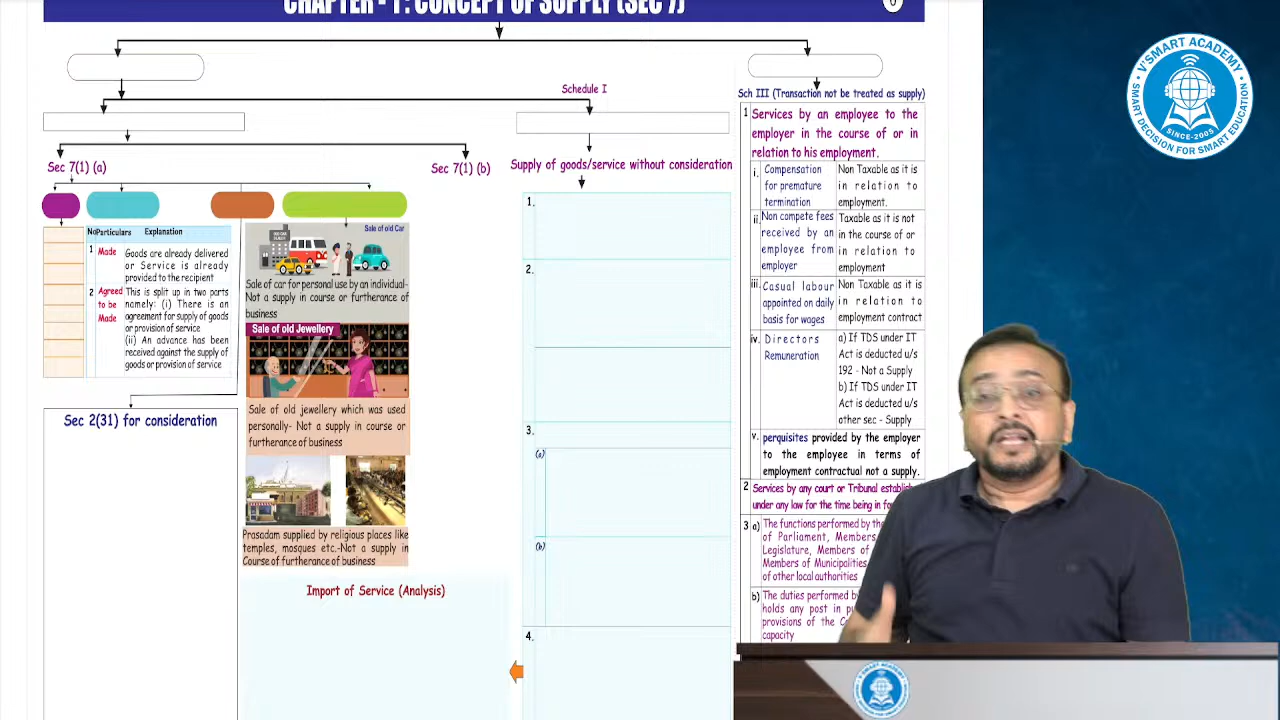 CHAPTER - 1 : CONCEPT OF SUPPLY (SEC 7)
Schedule I
Sec 7(1) (a)
Sec 7(1) (b)
Supply of goods/service without consideration
No Particulars Explanation
1 Made
Goods are already delivered
or Service is already
provided to the recipient
2 Agreed
to be
Made
This is split up in two parts
namely: (i) There is an
agreement for supply of goods
or provision of service
(ii) An advance has been
received against the supply of
goods or provision of service
Sec 2(31) for consideration
Sale of old Car
Sale of car for personal use by an individual-
Not a supply in course or furtherance of
business
Sale of old Jewellery
Sale of old jewellery which was used
personally- Not a supply in course or
furtherance of business
Prasadam supplied by religious places like
temples, mosques etc.-Not a supply in
Course of furtherance of business
Import of Service (Analysis)
1.
2.
3.
(a)
(b)
4.
Sch III (Transaction not be treated as supply)
1 Services by an employee to the
employer in the course of or in
relation to his employment.
i. Compensation
for premature
termination
Non Taxable as it is
in relation to
employment.
ii. Non compete fees
received by an
employee from
employer
Taxable as it is not
in the course of or
in relation to
employment
iii. Casual labour
appointed on daily
basis for wages
Non Taxable as it is
in relation to
employment contract
iv. Directors
Remuneration
a) If TDS under IT
Act is deducted u/s
192 - Not a Supply
b) If TDS under IT
Act is deducted u/s
other sec - Supply
v. perquisites provided by the employer
to the employee in terms of
employment contractual not a supply.
2 Services by any court or Tribunal establis
under any law for the time being in fo
3 a) The functions performed by the
of Parliament, Members
Legislature, Members of
Members of Municipalities
of other local authorities
b) The duties performed by
holds any post in pu
provisions of the Co
capacity
V'SMART ACADEMY
SMART DECISION FOR SMART EDUCATION
SINCE-2005